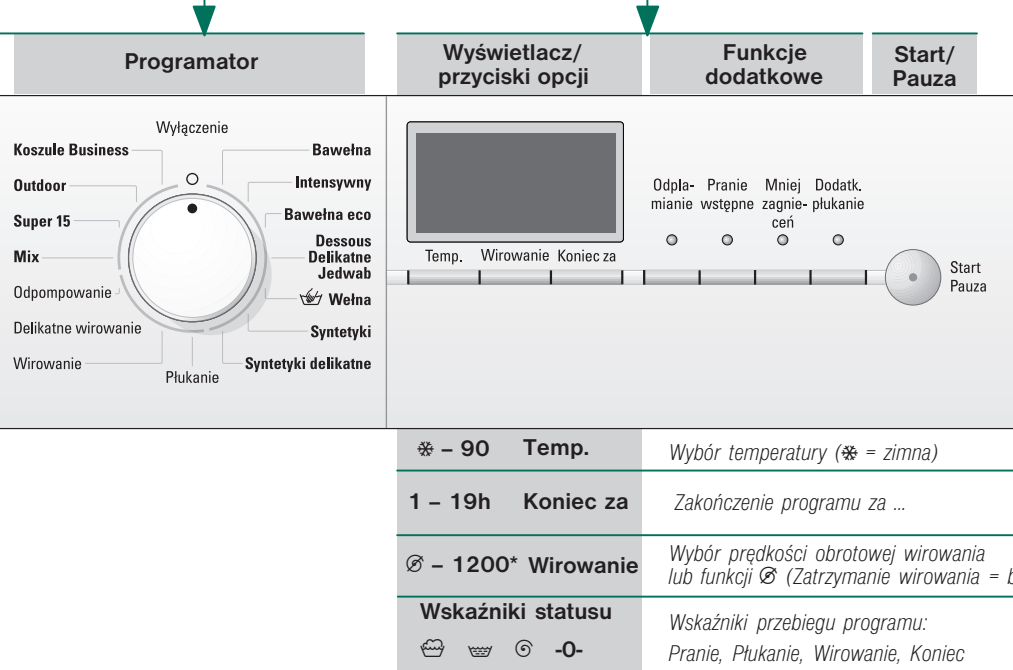 Programator
Wyświetlacz/
przyciski opcji
Funkcje
dodatkowe
Start/
Pauza
Wyłączenie
Koszule Business
Outdoor
Super 15
Mix
Odpompowanie
Delikatne wirowanie
Wirowanie
Płukanie
Bawełna
Intensywny
Bawełna eco
Dessous
Delikatne
Jedwab
Wełna
Syntetyki
Syntetyki delikatne
Temp. Wirowanie Koniec za
Odpla- Pranie Mniej Dodatk.
mianie wstępne zagnie- płukanie
ceń
Start
Pauza
❄ – 90 Temp.
Wybór temperatury (❄ = zimna)
1 – 19h Koniec za
Zakończenie programu za ...
– 1200* Wirowanie
Wybór prędkości obrotowej wirowania
lub funkcji (Zatrzymanie wirowania = b
Wskaźniki statusu
-0-
Wskaźniki przebiegu programu:
Pranie, Płukanie, Wirowanie, Koniec